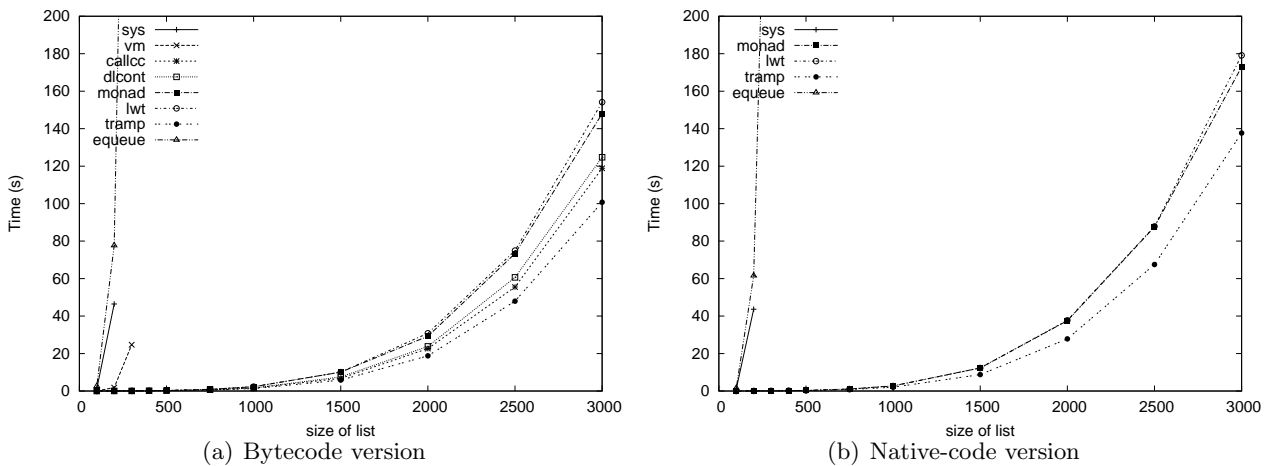 200
180
160
140
120
100
80
60
40
20
0
Time (s)
sys
vm
callcc
dlcont
monad
lwt
tramp
equeue
0 500 1000 1500 2000 2500 3000
size of list
(a) Bytecode version
200
180
160
140
120
100
80
60
40
20
0
Time (s)
sys
monad
lwt
tramp
equeue
0 500 1000 1500 2000 2500 3000
size of list
(b) Native-code version